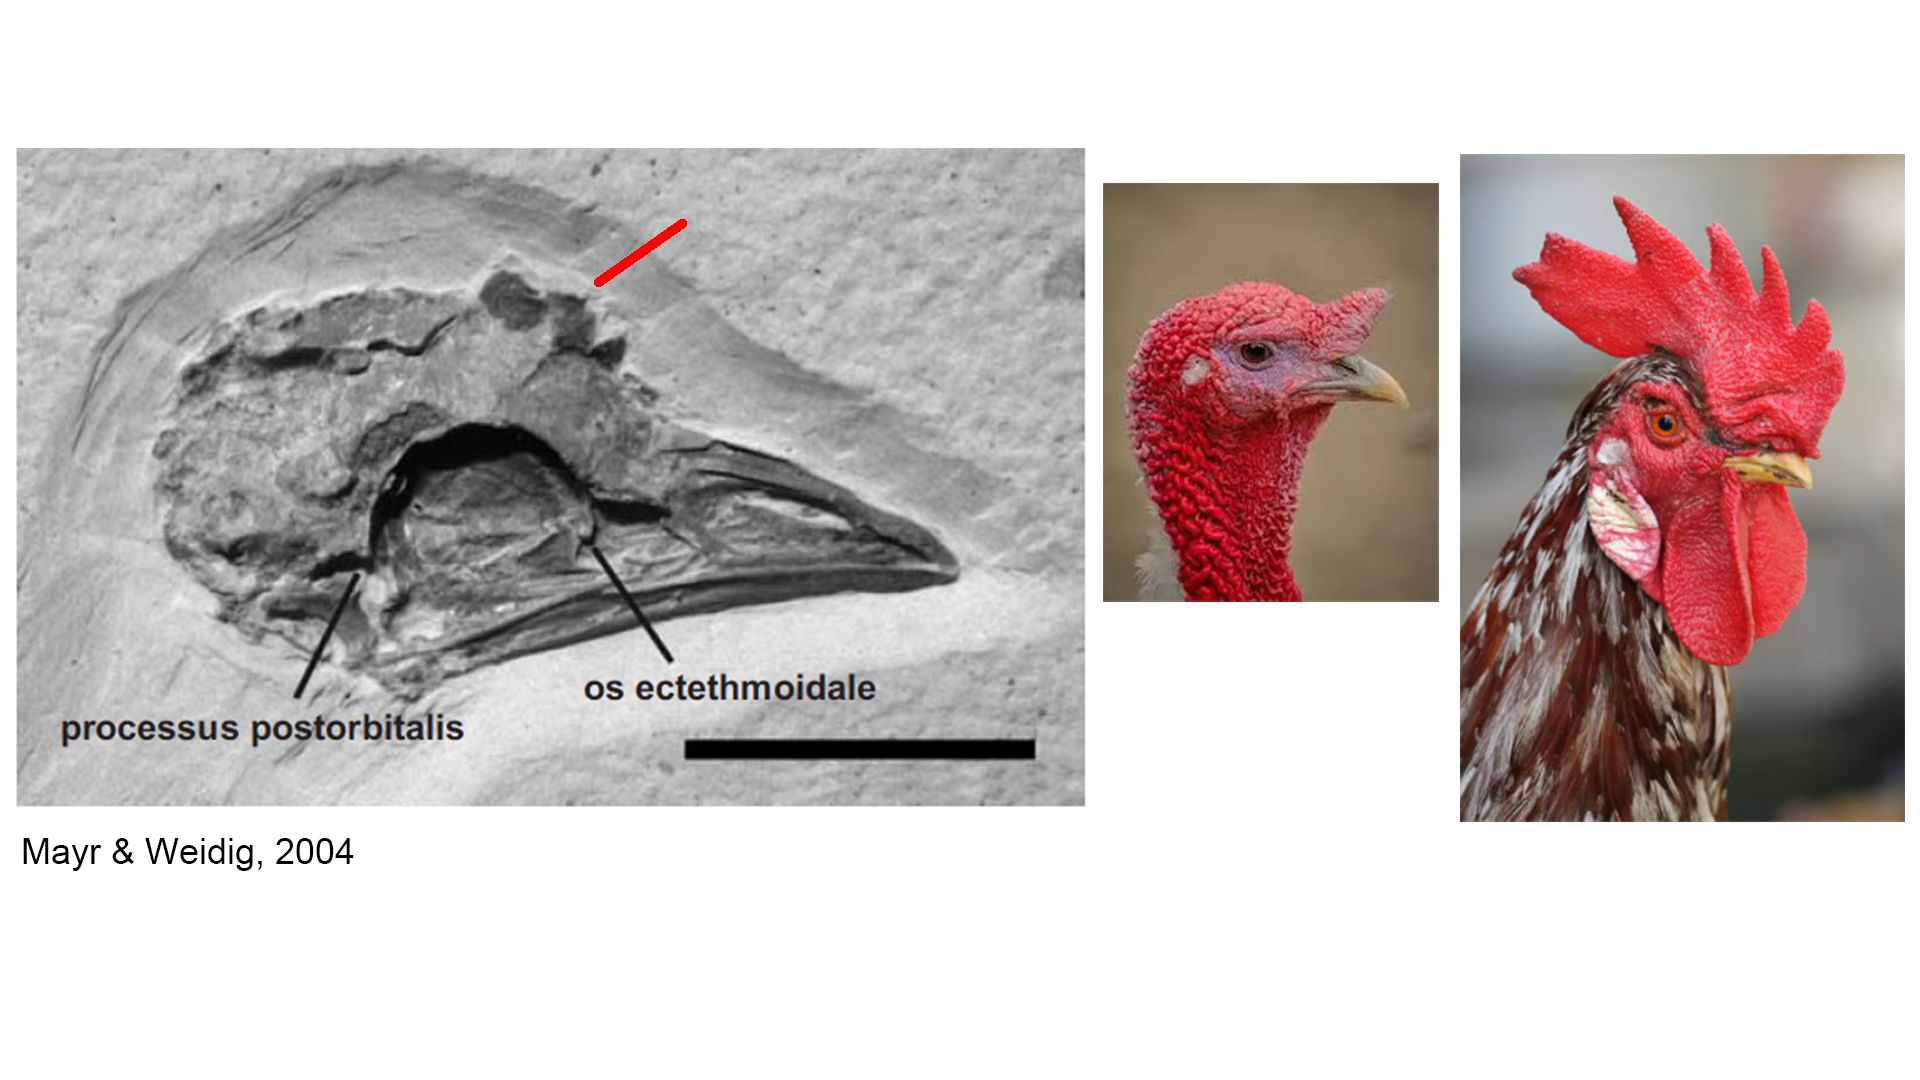 os ectethmoidale
processus postorbitalis
Mayr & Weidig, 2004